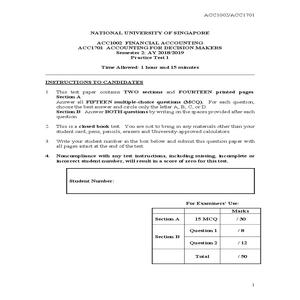 ACC1002/ACC1701
NATIONAL UNIVERSITY OF SINGAPORE
ACC1002 FINANCIAL ACCOUNTING
ACC1701 ACCOUNTING FOR DECISION MAKERS
Semester 2: AY 2018/2019
Practice Test 1
Time Allowed: 1 hour and 15 minutes
INSTRUCTIONS TO CANDIDATES
1 This test paper contains TWO sections and FOURTEEN printed pages
Section A
Answer all FIFTEEN multiple-choice questions (MCQ). For each question,
choose the best answer and circle only the letter A, B, C, or D.
Section B Answer BOTH questions by writing on the spaces provided after each
question
2 This is a closed book test. You are not to bring in any materials other than your
student card, pens, pencils, erasers and University approved calculators
3 Write your student number in the box below and submit this question paper with
all pages intact at the end of the test.
4. Noncompliance with any test instructions, including missing, incomplete or
incorrect student number, will result in a score of zero for this test.
Student Number:
For Examiners' Use:
Marks
Section A 15 MCQ / 30
Section B Question 1 / 8
Question 2 / 12
Total / 50
1